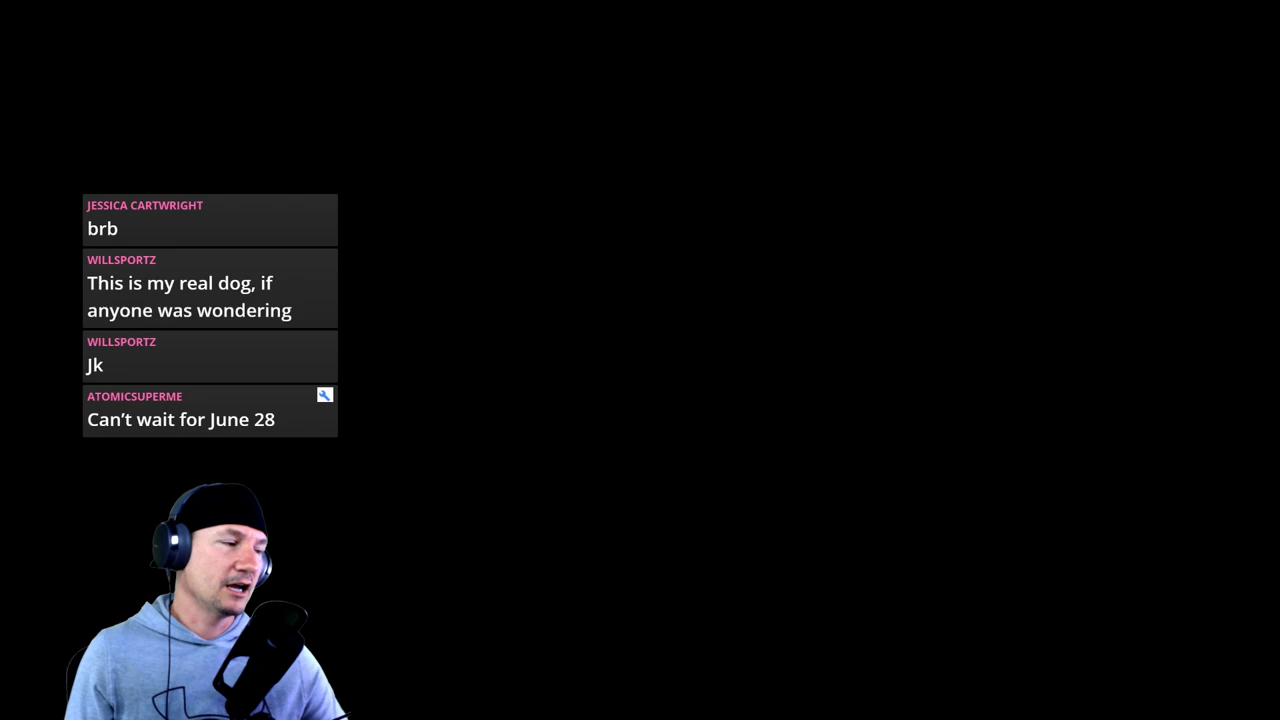 JESSICA CARTWRIGHT
brb
WILLSPORTZ
This is my real dog, if
anyone was wondering
WILLSPORTZ
Jk
ATOMICSUPERME
Can’t wait for June 28